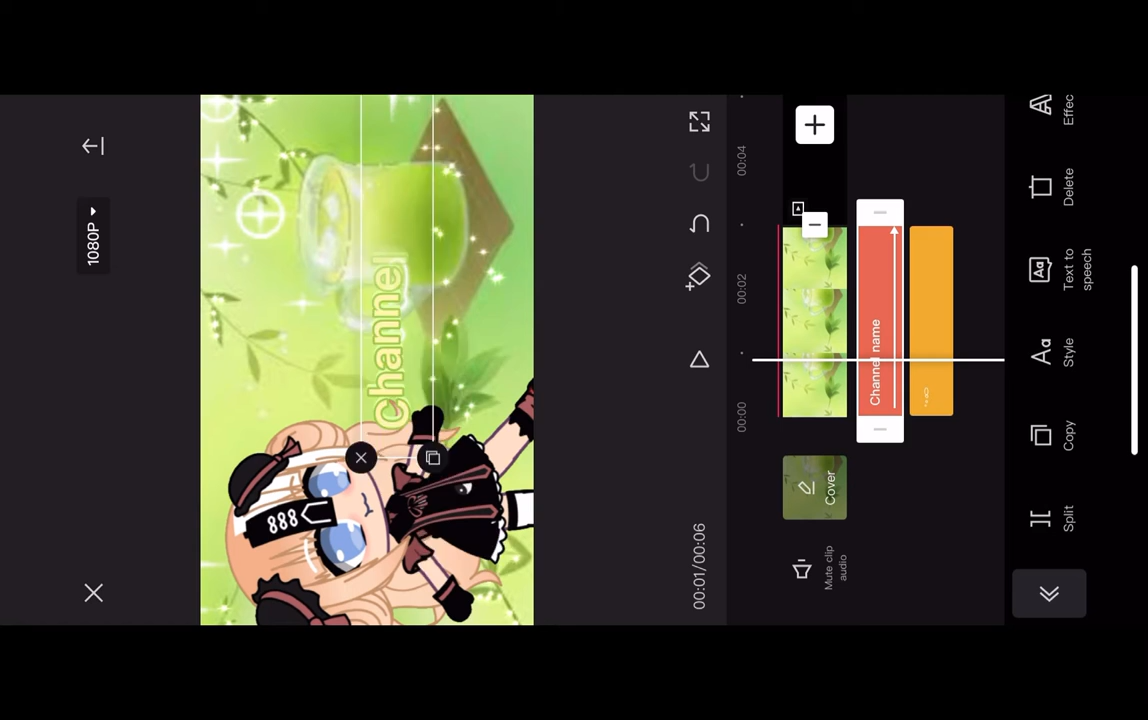 1080P
888
channel
00:01/00:06
00:00
00:02
00:04
Mute clip
audio
Cover
Channel name
Split
Copy
Style
Text to
speech
Delete
Effec